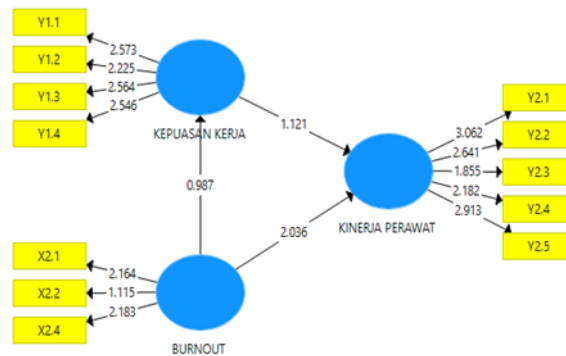 Y1.1
Y1.2
Y1.3
Y1.4
2.573
2.225
2.564
2.546
KEPUASAN KERJA
1.121
0.987
2.036
X2.1
X2.2
X2.4
2.164
1.115
2.183
BURNOUT
KINERJA PERAWAT
3.062
2.641
1.855
2.182
2.913
Y2.1
Y2.2
Y2.3
Y2.4
Y2.5